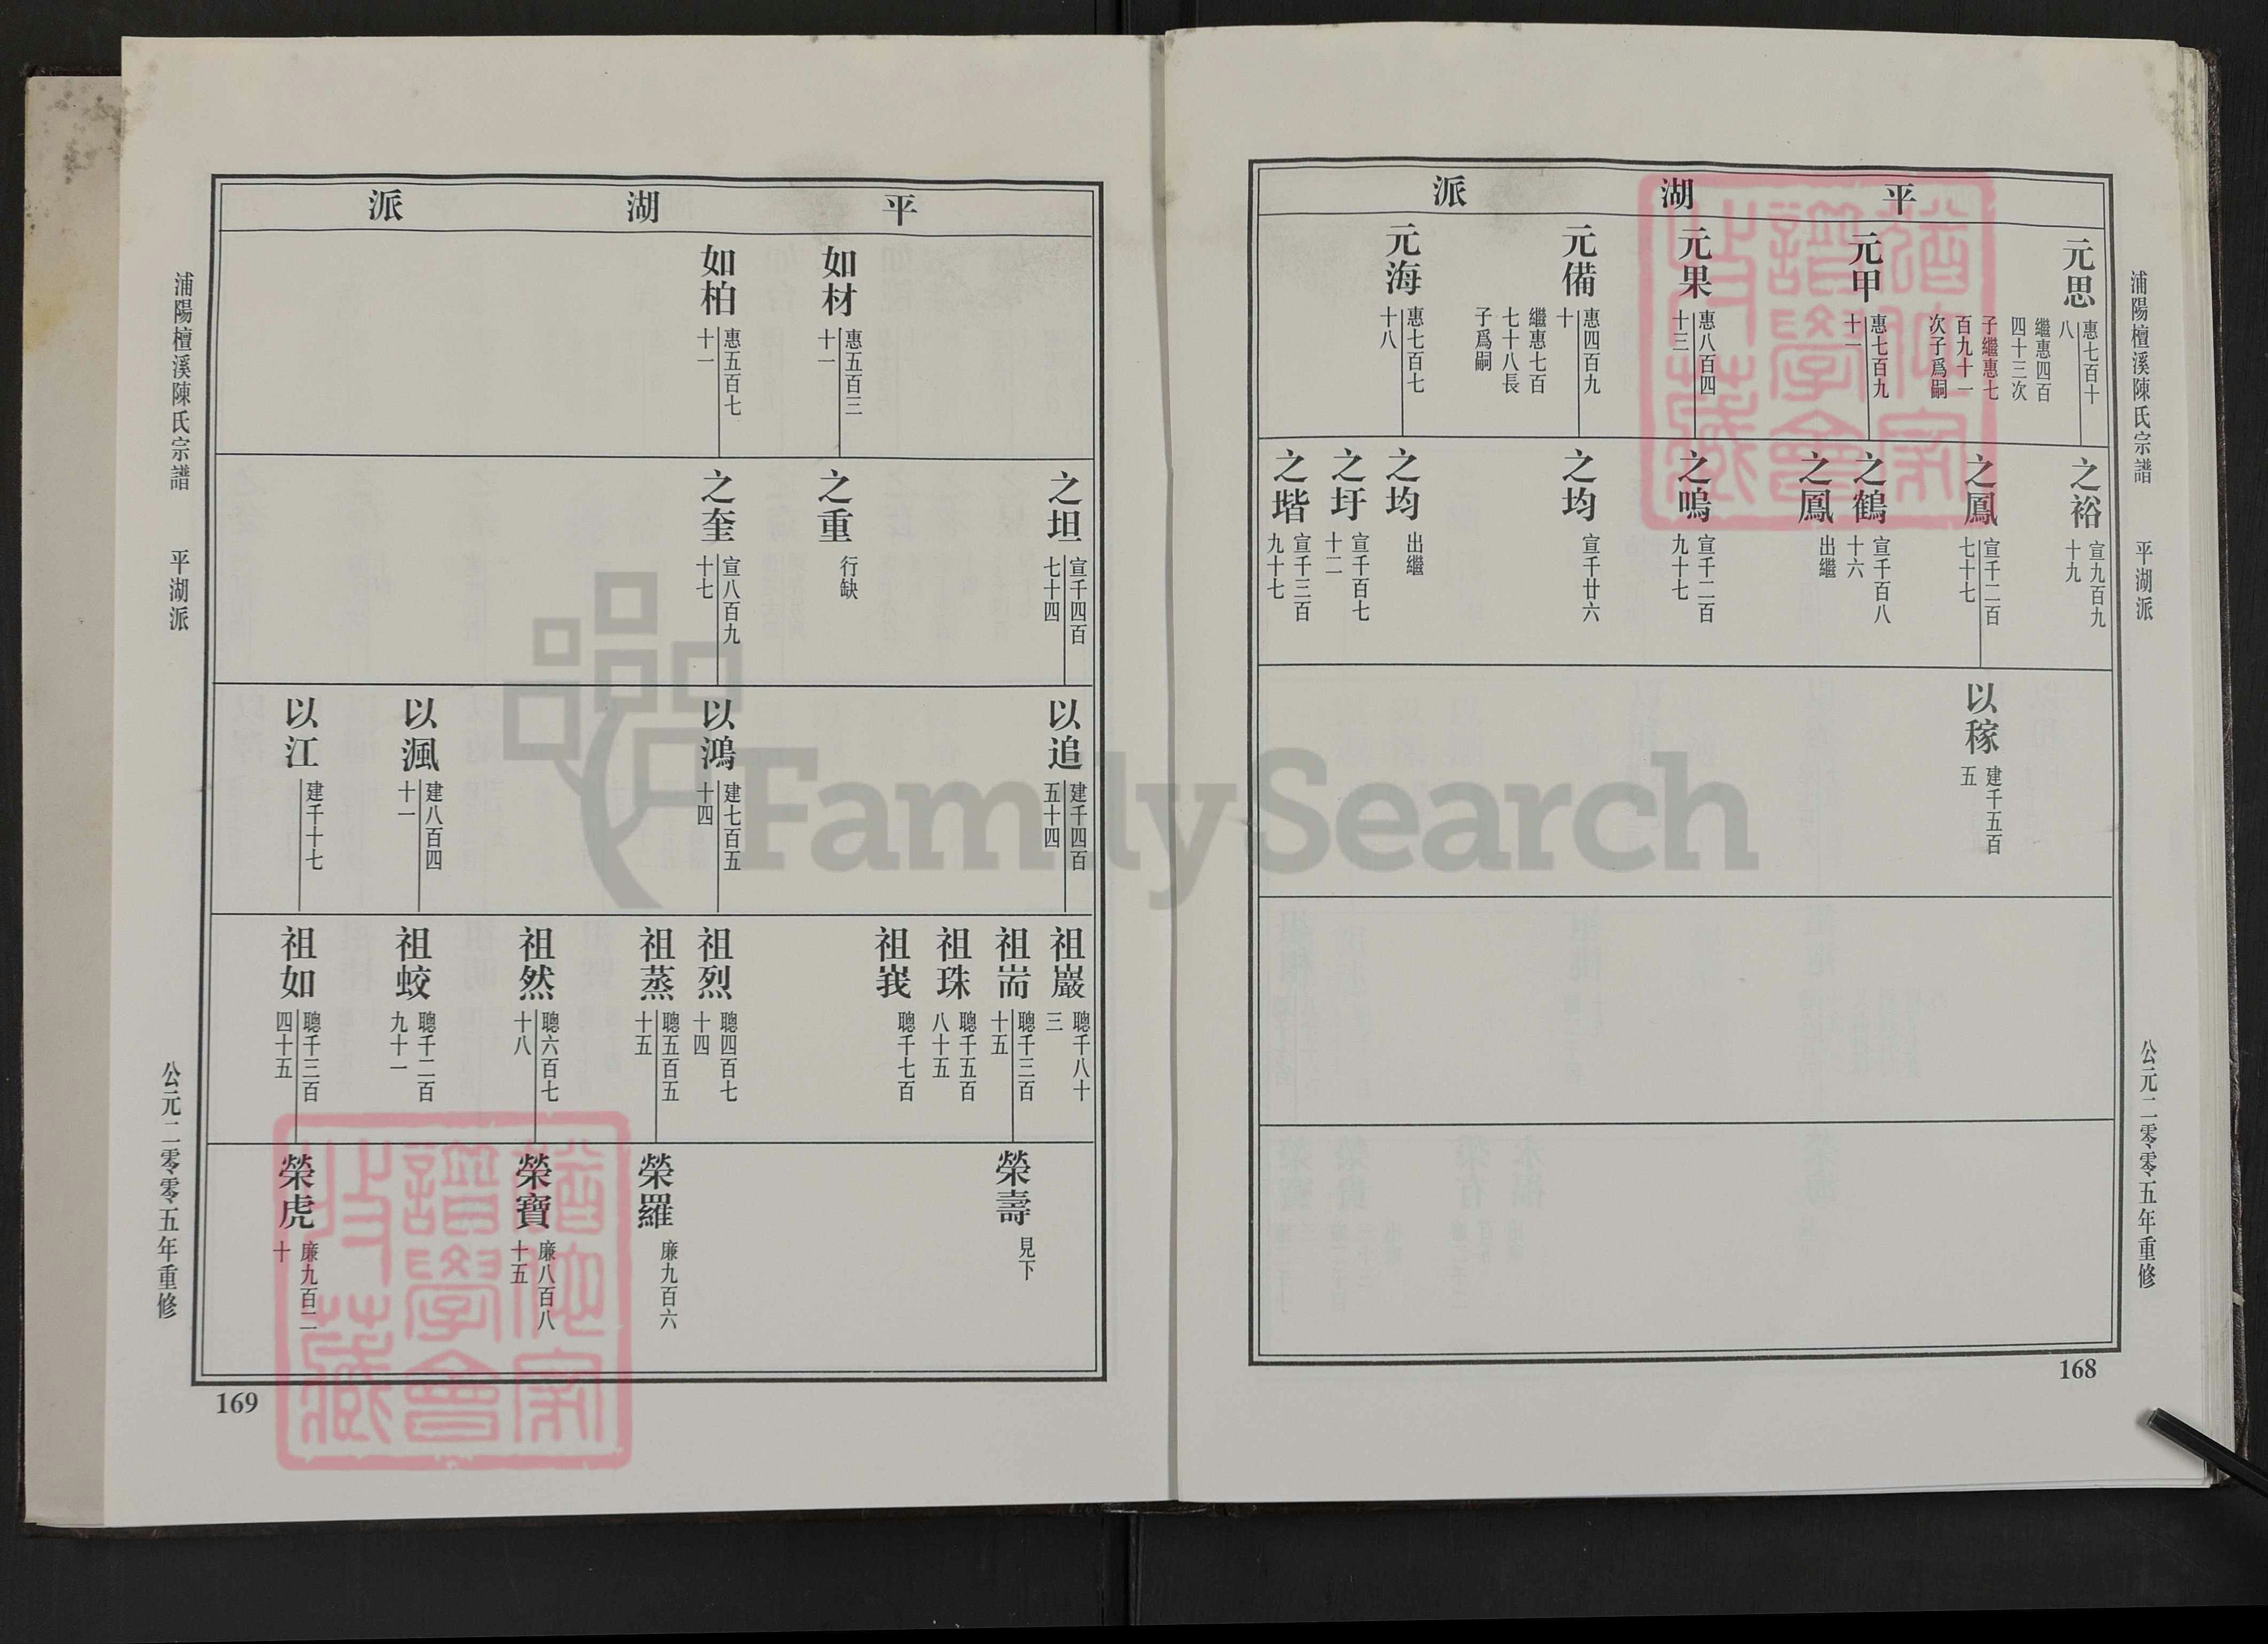 浦陽檀溪陳氏宗譜
平湖派
公元二零零五年重修
平湖派
元思
惠七百十
八
繼惠四百
四十三次
子繼惠七
百九十一
次子爲嗣
元甲
惠七百九
十一
元果
惠八百四
十三
元備
惠四百九
十
繼惠七百
七十八長
子爲嗣
元海
惠七百七
十八
之裕
宣九百九
十九
之鳳
宣千二百
七十七
之鶴
宣千百八
十六
之鳳
出繼
之嗚
宣千二百
九十七
之均
宣千廿六
之均
出繼
之圩
宣千百七
十二
之堦
宣千三百
九十七
以稼
建千五百
五
168
平湖派
如材
惠五百三
十一
如柏
惠五百七
十一
之坦
宣千四百
七十四
之重
行缺
之奎
宣八百九
十七
以追
建千四百
五十四
以鴻
建七百五
十四
以渢
建八百四
十一
以江
建千十七
祖巖
聰千八十
三
祖耑
聰千三百
十五
祖珠
聰千五百
八十五
祖峩
聰千七百
祖烈
聰四百七
十四
祖蒸
聰五百五
十五
祖然
聰六百七
十八
祖蛟
聰千二百
九十一
祖如
聰千三百
四十五
榮壽
見下
榮羅
廉九百六
榮寶
廉八百八
十五
榮虎
廉九百二
十
浦陽檀溪陳氏宗譜
平湖派
公元二零零五年重修
169
FamilySearch